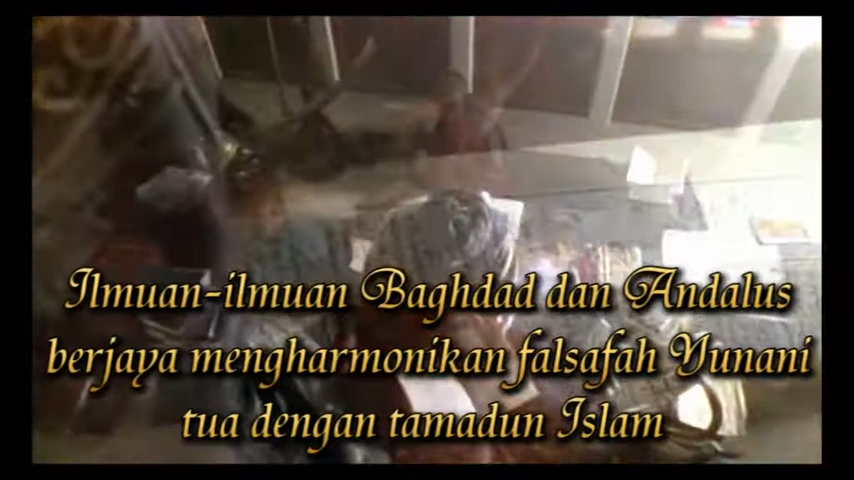 Ilmuan-ilmuan Baghdad dan Andalus
berjaya mengharmonikan falsafah Yunani
tua dengan tamadun Islam